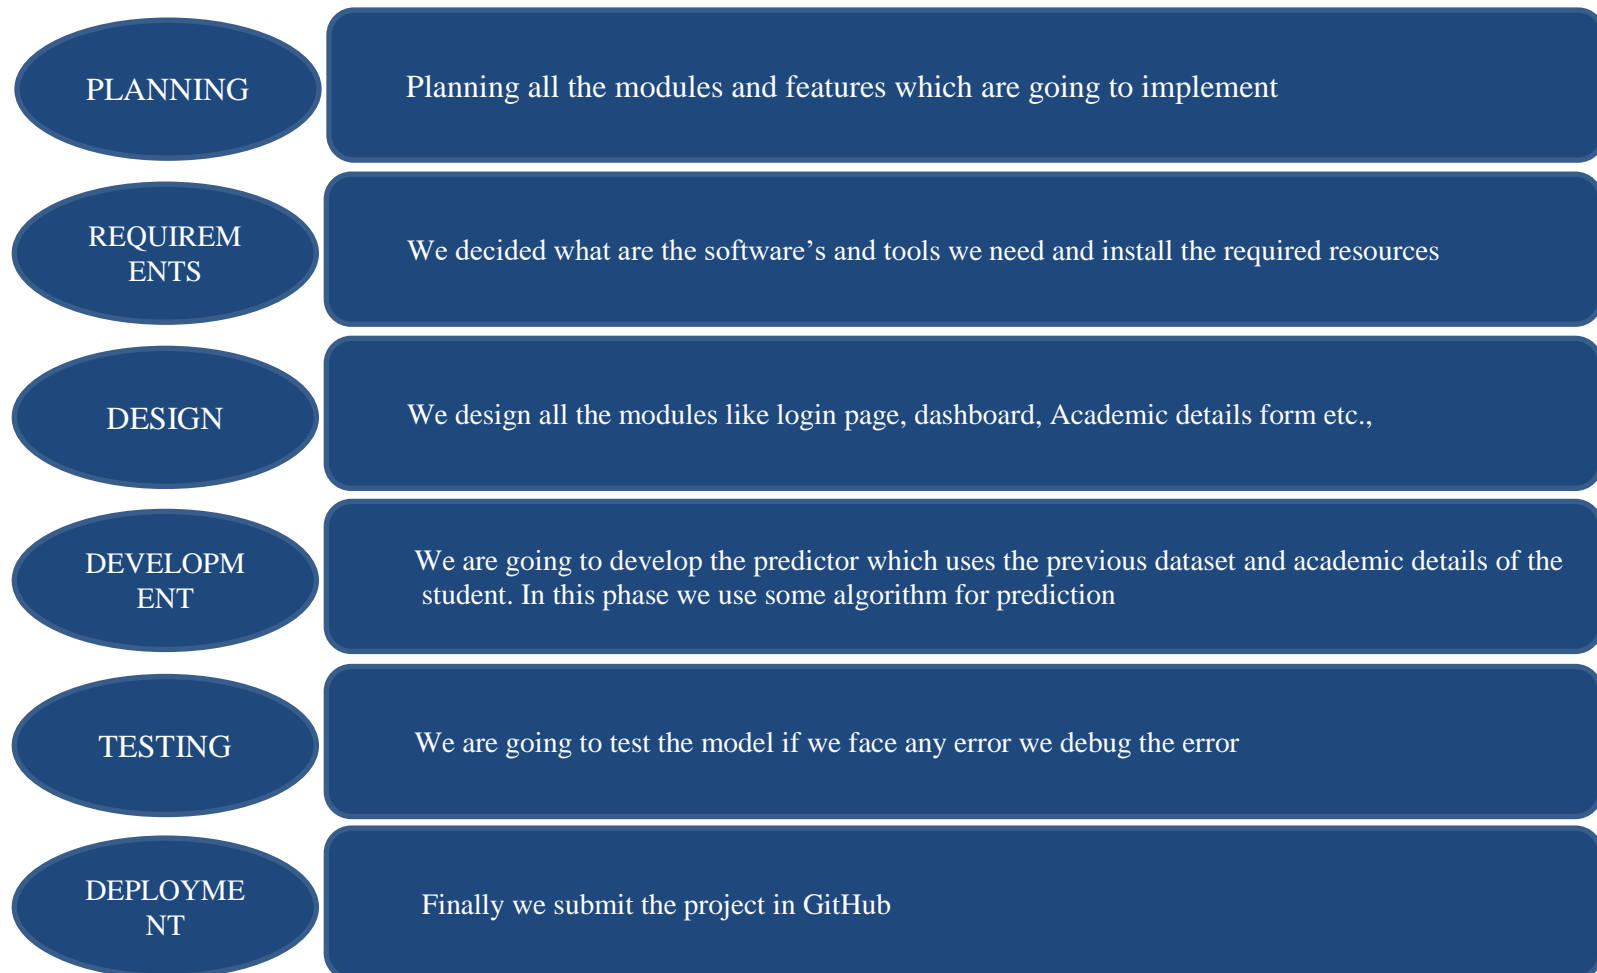 PLANNING
Planning all the modules and features which are going to implement
REQUIREM
ENTS
We decided what are the software’s and tools we need and install the required resources
DESIGN
We design all the modules like login page, dashboard, Academic details form etc.,
DEVELOPM
ENT
We are going to develop the predictor which uses the previous dataset and academic details of the
student. In this phase we use some algorithm for prediction
TESTING
We are going to test the model if we face any error we debug the error
DEPLOYME
NT
Finally we submit the project in GitHub